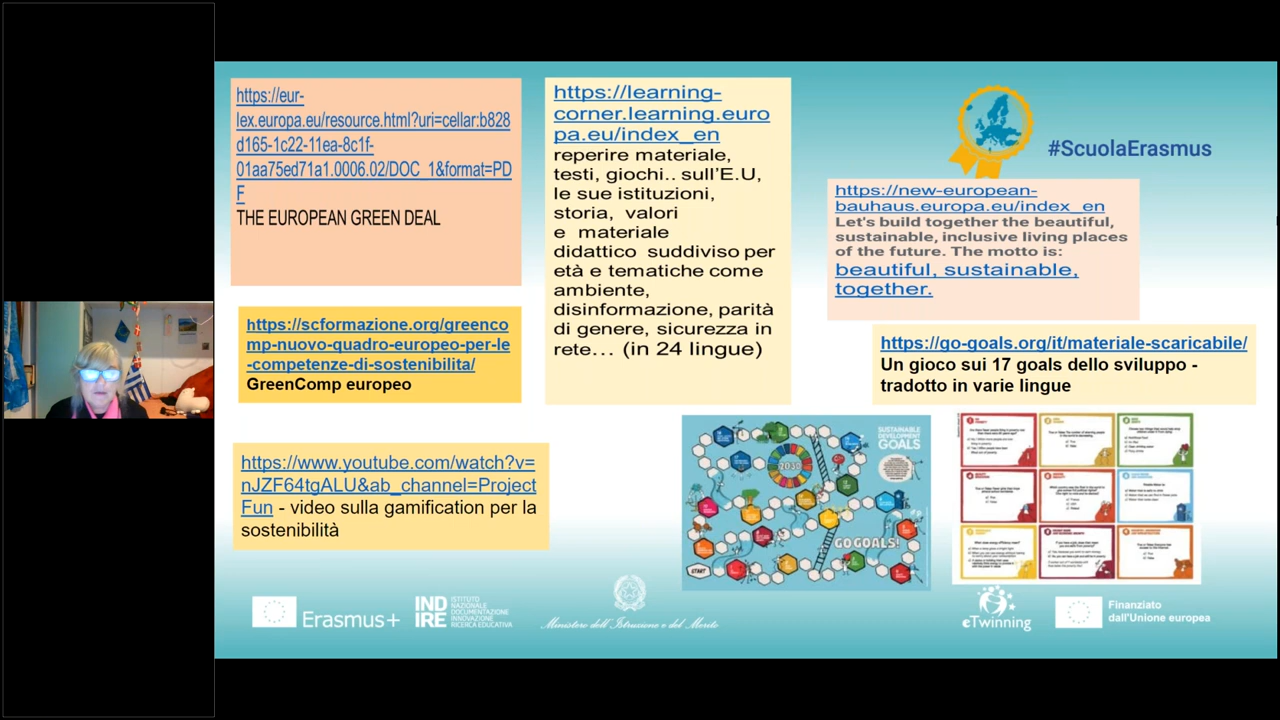 https://eur-
lex.europa.eu/resource.html?uri=cellar:b828
d165-1c22-11ea-8c1f-
01aa75ed71a1.0006.02/DOC_1&format=PD
F
THE EUROPEAN GREEN DEAL
https://scformazione.org/greenco
mp-nuovo-quadro-europeo-per-le
-competenze-di-sostenibilita/
GreenComp europeo
https://www.youtube.com/watch?v=
nJZF64tgALU&ab_channel=Project
Fun - video sulla gamification per la
sostenibilità
https://learning-
corner.learning.euro
pa.eu/index_en
reperire materiale,
testi, giochi.. sull'E.U,
le sue istituzioni,
storia, valori
e materiale
didattico suddiviso per
età e tematiche come
ambiente,
disinformazione, parità
di genere, sicurezza in
rete… (in 24 lingue)
#ScuolaErasmus
https://new-european-
bauhaus.europa.eu/index_en
Let's build together the beautiful,
sustainable, inclusive living places
of the future. The motto is:
beautiful, sustainable,
together.
https://go-goals.org/it/materiale-scaricabile/
Un gioco sui 17 goals dello sviluppo -
tradotto in varie lingue
SUSTAINABLE
DEVELOPMENT
GOALS
2030
GO GOALS!
START
Erasmus+
INDIRE
ISTITUTO
NAZIONALE
DOCUMENTAZIONE
INNOVAZIONE
RICERCA EDUCATIVA
Ministero dell'Istruzione e del Merito
eTwinning
Finanziato
dall'Unione europea